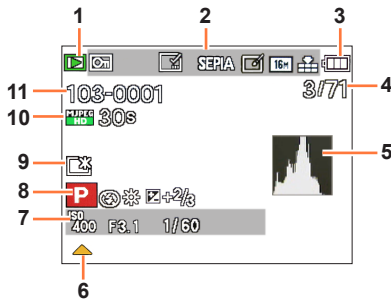 1 2 3
SEPIA 16M
11 103-0001 3/71 4
10 MJPEG HD 30s
9 5
8 P +2/3
7 ISO 400 F3.1 1/60
6